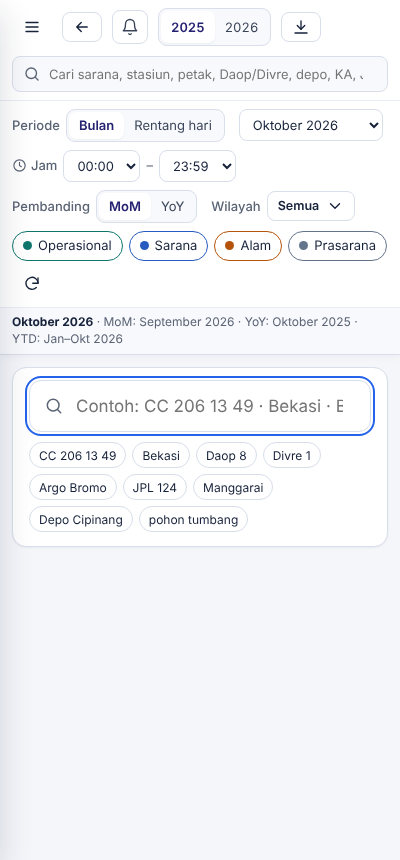 2025 2026
Cari sarana, stasiun, petak, Daop/Divre, depo, KA,
Periode Bulan Rentang hari Oktober 2026
Jam 00:00 – 23:59
Pembanding MoM YoY Wilayah Semua
Operasional Sarana Alam Prasarana
Oktober 2026 · MoM: September 2026 · YoY: Oktober 2025 ·
YTD: Jan–Okt 2026
Contoh: CC 206 13 49 · Bekasi ·
CC 206 13 49 Bekasi Daop 8 Divre 1
Argo Bromo JPL 124 Manggarai
Depo Cipinang pohon tumbang